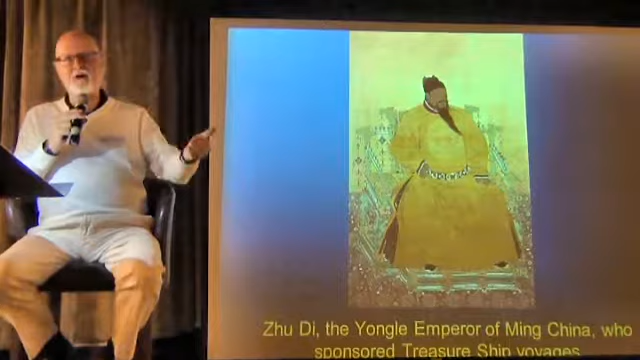 Zhu Di, the Yongle Emperor of Ming China, who
sponsored Treasure Ship voyages